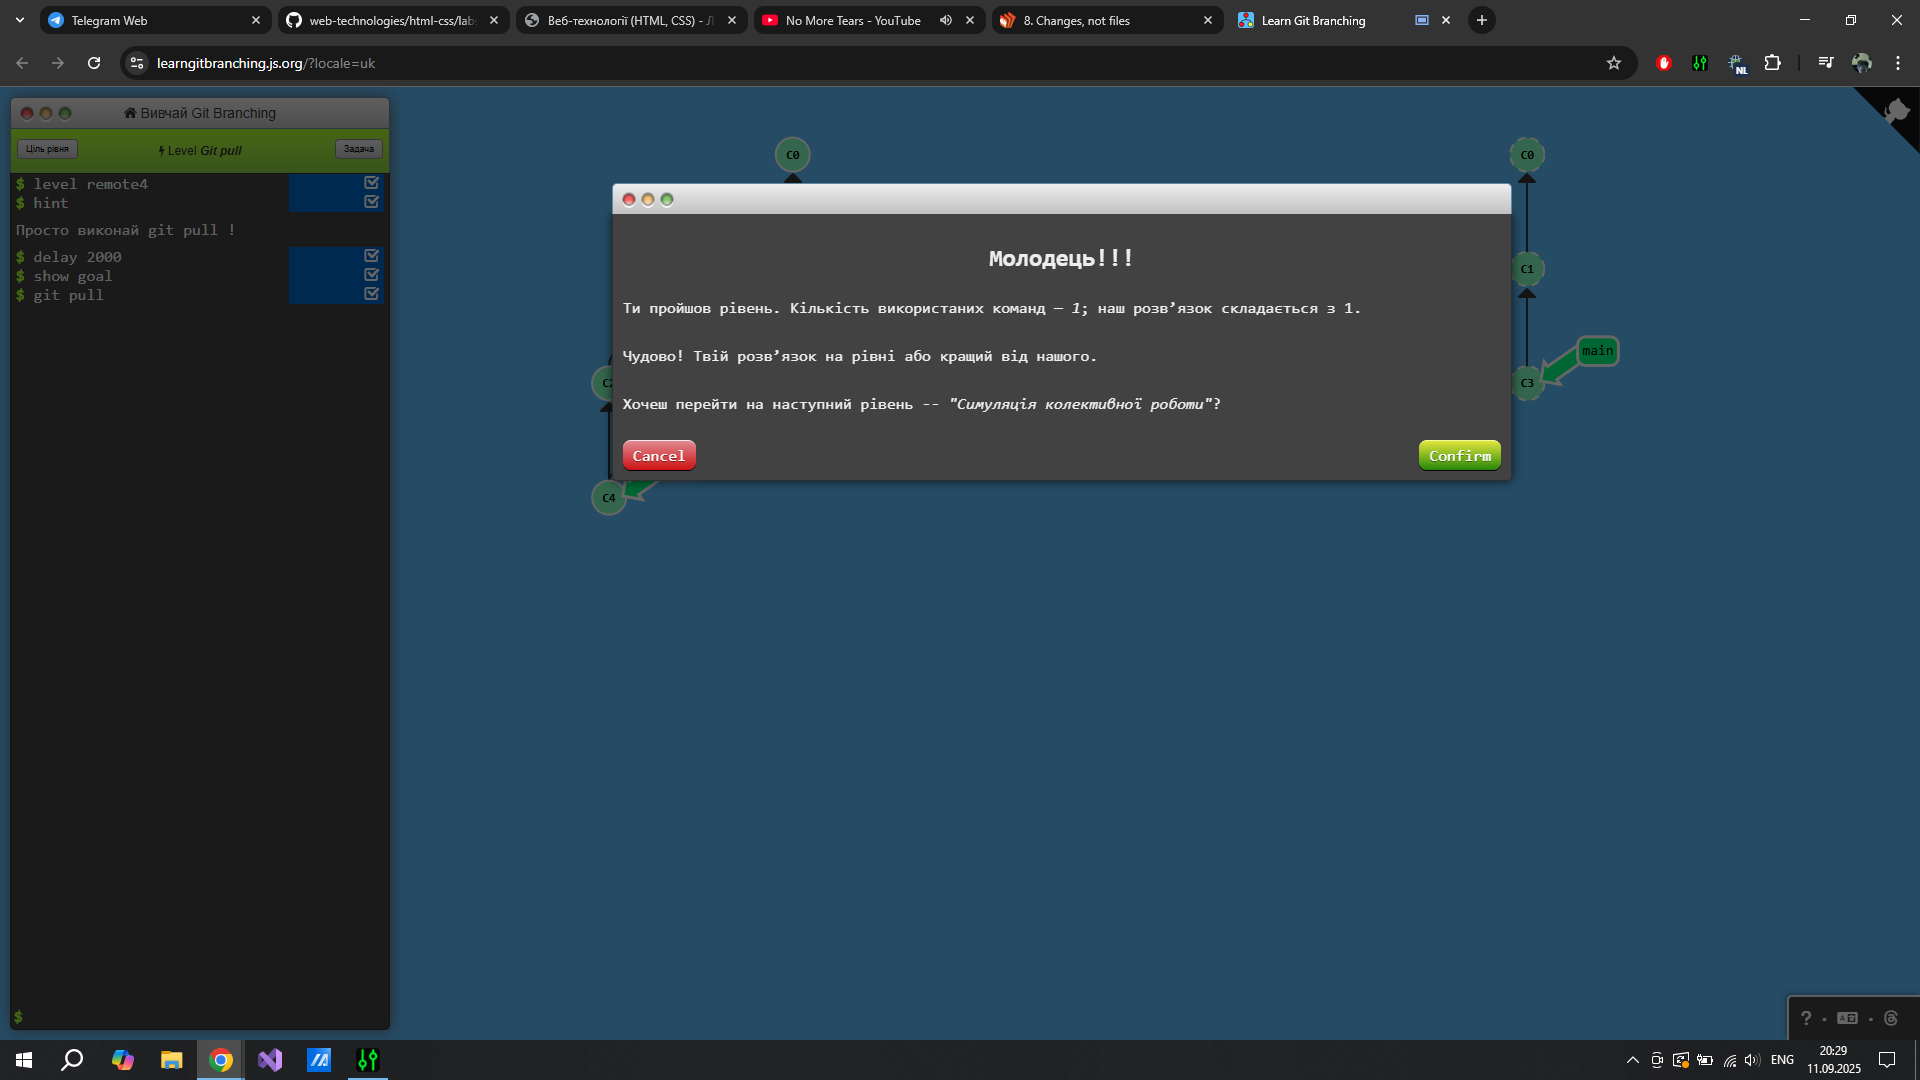 Telegram Web
web-technologies/html-css/lab
Веб-технології (HTML, CSS) - Л
No More Tears - YouTube
8. Changes, not files
Learn Git Branching
learngitbranching.js.org/?locale=uk
NL
Вивчай Git Branching
Ціль рівня
Level Git pull
Задача
$ level remote4
$ hint
Просто виконай git pull !
$ delay 2000
$ show goal
$ git pull
$
C0
C0
C1
main
C3
C4
Молодець!!!
Ти пройшов рівень. Кількість використаних команд — 1; наш розв’язок складається з 1.
Чудово! Твій розв’язок на рівні або кращий від нашого.
Хочеш перейти на наступний рівень -- "Симуляція колективної роботи"?
Cancel
Confirm
?
ENG
20:29
11.09.2025